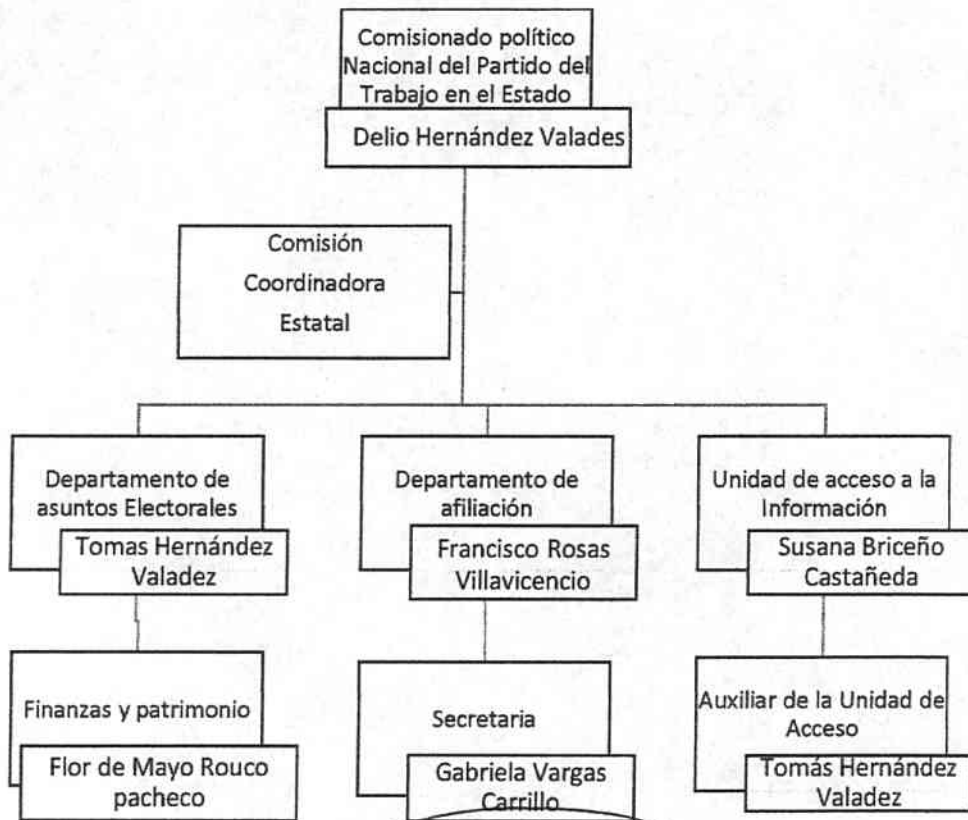 Comisionado político
Nacional del Partido del
Trabajo en el Estado
Delio Hernández Valades
Comisión
Coordinadora
Estatal
Departamento de
asuntos Electorales
Tomas Hernández
Valadez
Departamento de
afiliación
Francisco Rosas
Villavicencio
Unidad de acceso a la
Información
Susana Briceño
Castañeda
Finanzas y patrimonio
Flor de Mayo Rouco
pacheco
Secretaria
Gabriela Vargas
Carrillo
Auxiliar de la Unidad de
Acceso
Tomás Hernández
Valadez